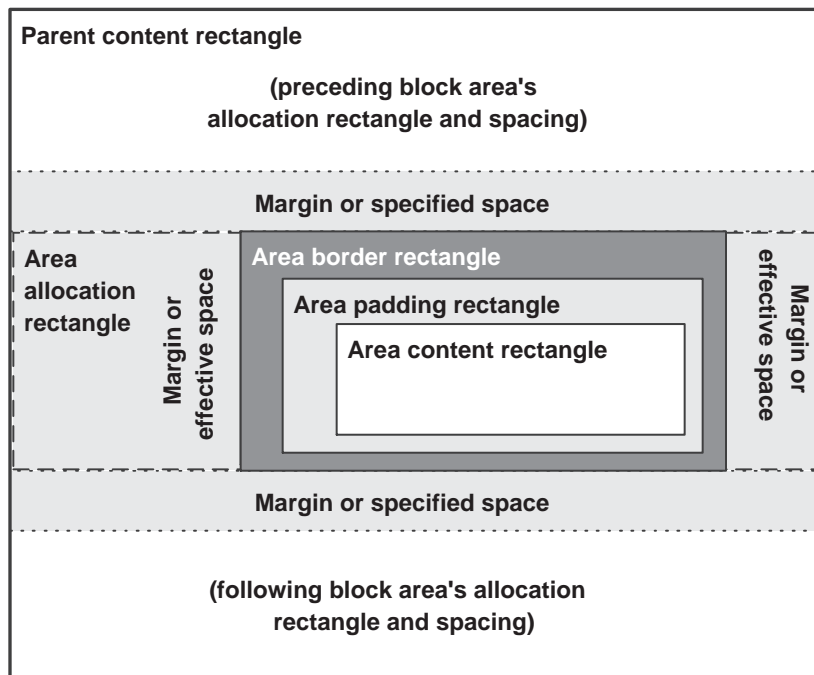 Parent content rectangle
(preceding block area's
allocation rectangle and spacing)
Margin or specified space
Area
allocation
rectangle
Margin or
effective space
Area border rectangle
Area padding rectangle
Area content rectangle
Margin or
effective space
Margin or specified space
(following block area's allocation
rectangle and spacing)